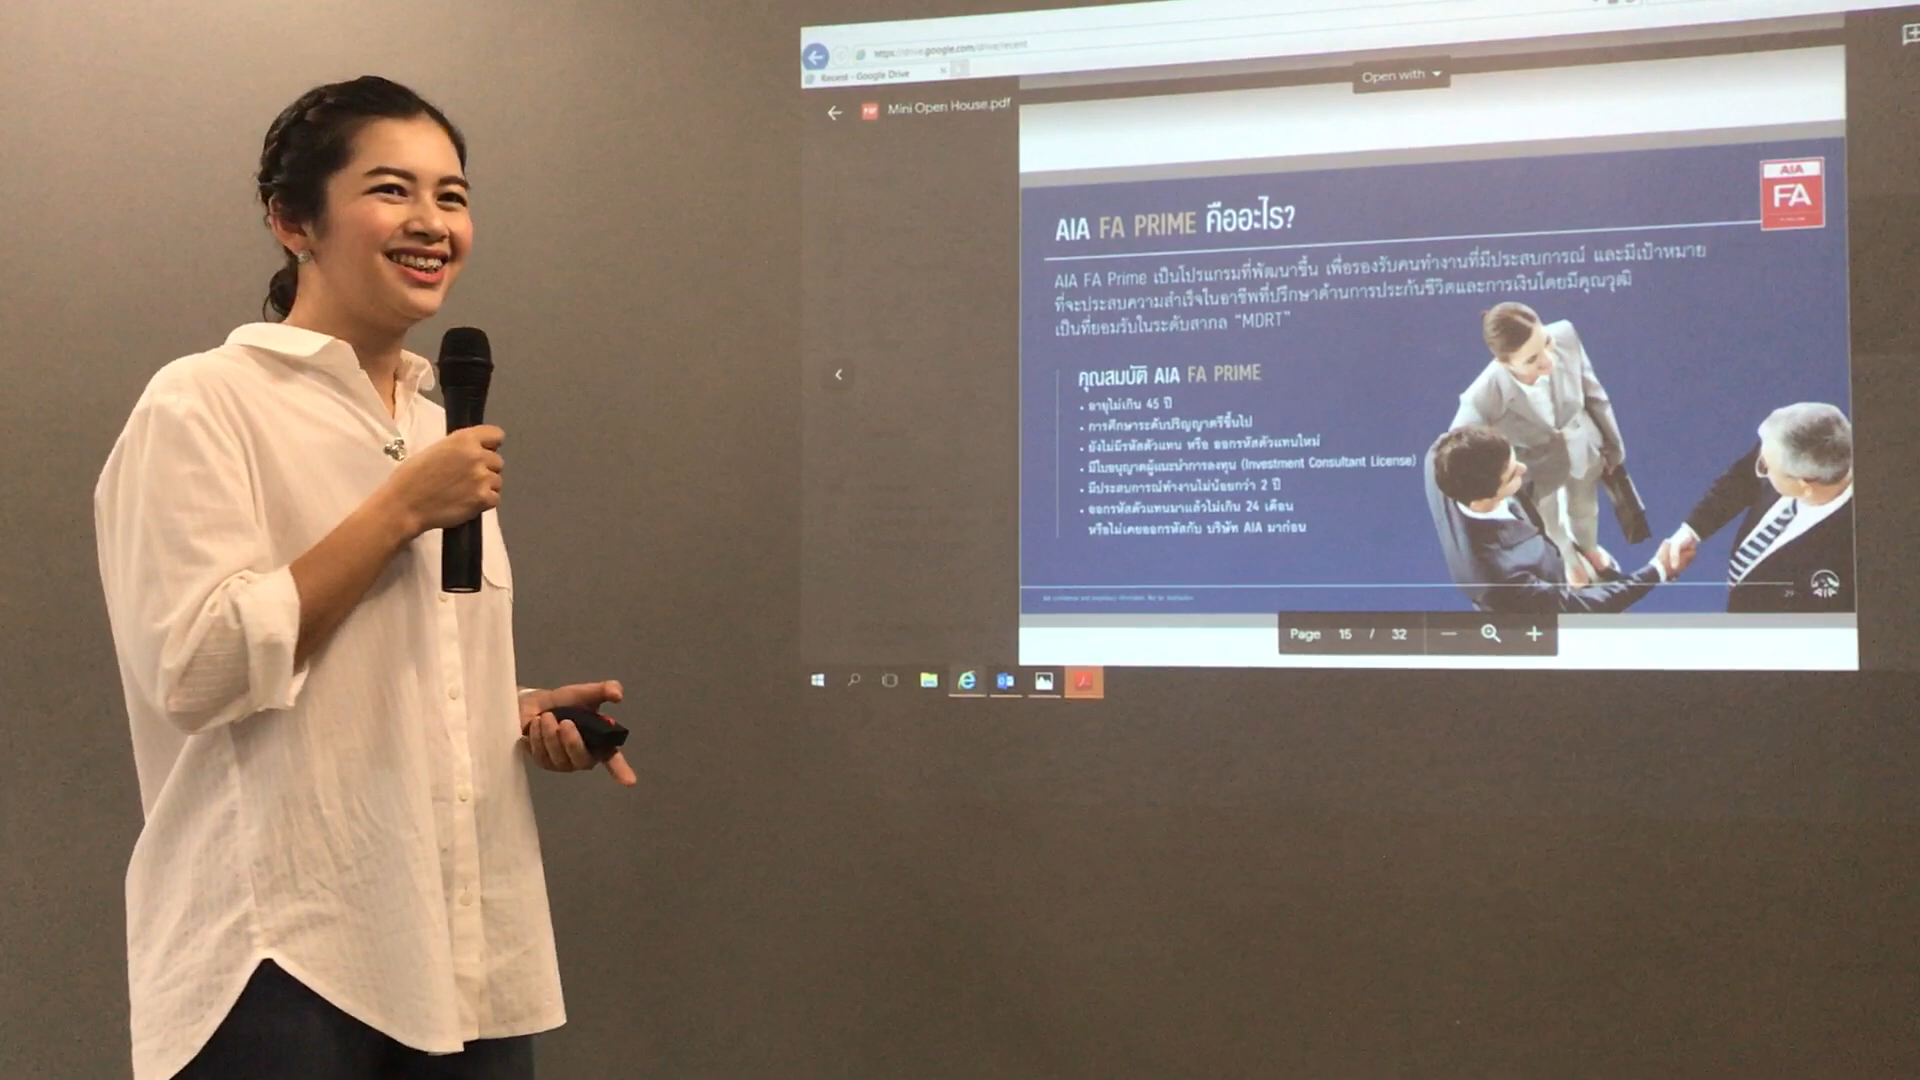 https://drive.google.com/drive/recent
Recent - Google Drive
Open with
PDF Mini Open House.pdf
AIA
FA
AIA FA PRIME คืออะไร?
AIA FA Prime เป็นโปรแกรมที่พัฒนาขึ้น เพื่อรองรับคนทำงานที่มีประสบการณ์ และมีเป้าหมาย
ที่จะประสบความสำเร็จในอาชีพที่ปรึกษาด้านการประกันชีวิตและการเงินโดยมีคุณวุฒิ
เป็นที่ยอมรับในระดับสากล “MDRT”
คุณสมบัติ AIA FA PRIME
• อายุไม่เกิน 45 ปี
• การศึกษาระดับปริญญาตรีขึ้นไป
• ยังไม่มีรหัสตัวแทน หรือ ออกรหัสตัวแทนใหม่
• มีใบอนุญาตผู้แนะนำการลงทุน (Investment Consultant License)
• มีประสบการณ์ทำงานไม่น้อยกว่า 2 ปี
• ออกรหัสตัวแทนมาแล้วไม่เกิน 24 เดือน
หรือไม่เคยออกรหัสกับ บริษัท AIA มาก่อน
AIA
Page 15 / 32